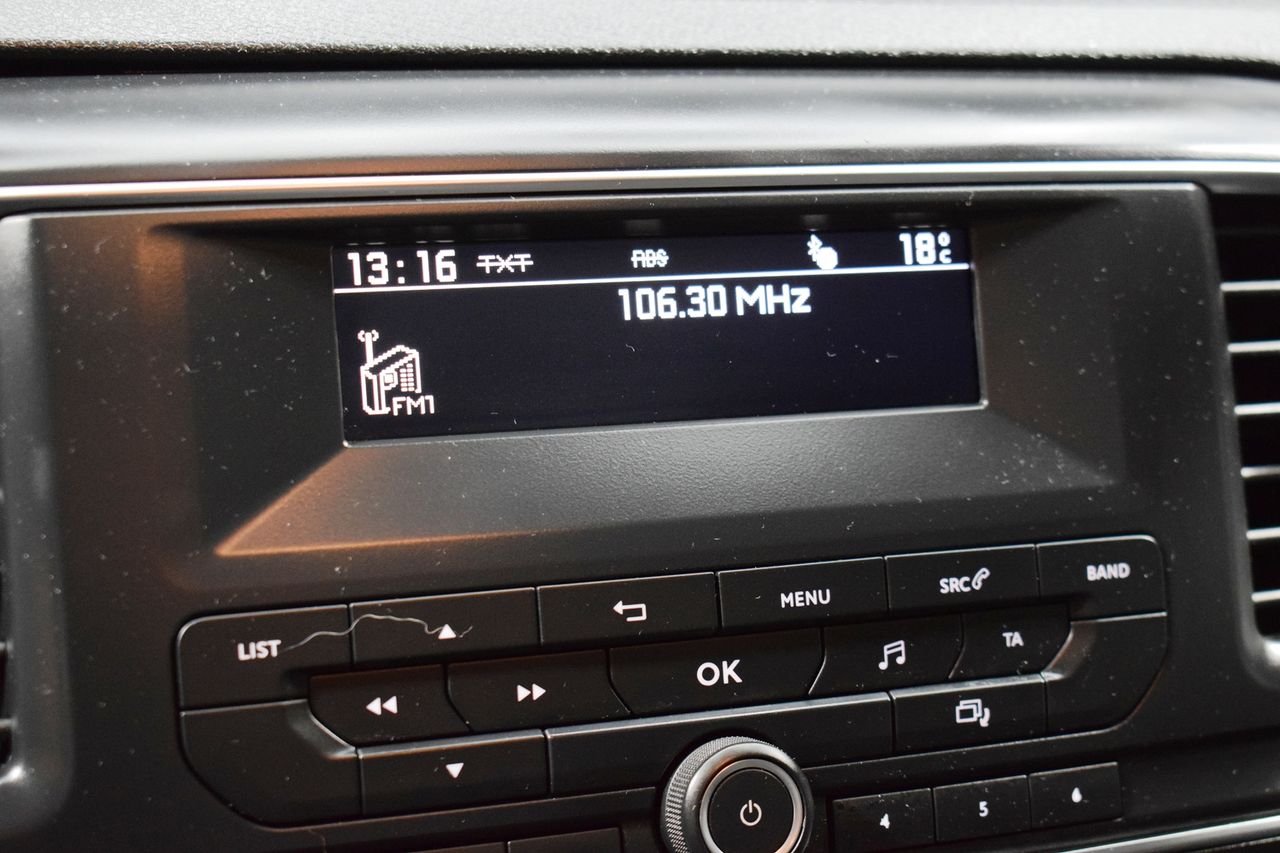 13:16 TXT RDS 18°C
106.30 MHz
FM1
LIST MENU SRC BAND
OK TA
4 5 6